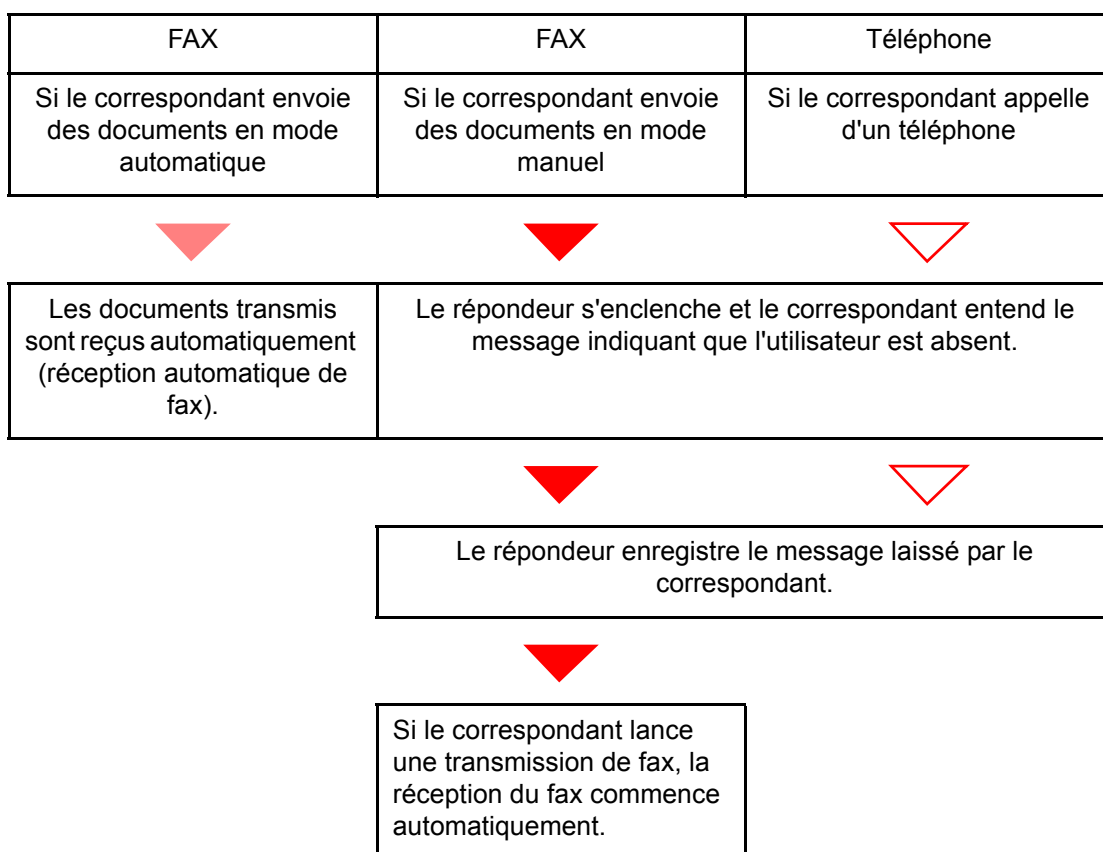 FAX
FAX
Téléphone
Si le correspondant envoie
des documents en mode
automatique
Si le correspondant envoie
des documents en mode
manuel
Si le correspondant appelle
d'un téléphone
Les documents transmis
sont reçus automatiquement
(réception automatique de
fax).
Le répondeur s'enclenche et le correspondant entend le
message indiquant que l'utilisateur est absent.
Le répondeur enregistre le message laissé par le
correspondant.
Si le correspondant lance
une transmission de fax, la
réception du fax commence
automatiquement.